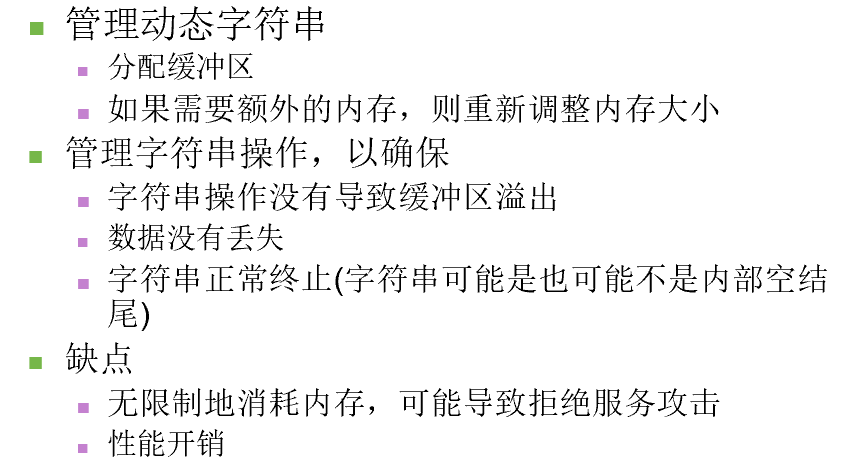 管理动态字符串
分配缓冲区
如果需要额外的内存，则重新调整内存大小
管理字符串操作，以确保
字符串操作没有导致缓冲区溢出
数据没有丢失
字符串正常终止(字符串可能是也可能不是内部空结
尾)
缺点
无限制地消耗内存，可能导致拒绝服务攻击
性能开销